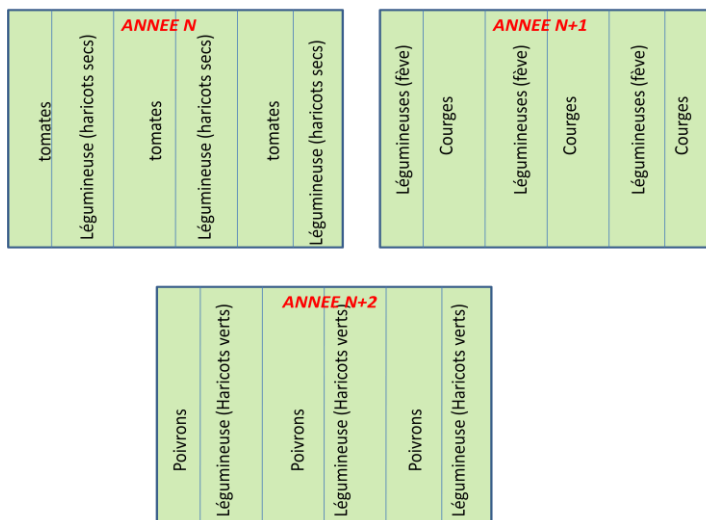 ANNEE N
tomates
Légumineuse (haricots secs)
tomates
Légumineuse (haricots secs)
tomates
Légumineuse (haricots secs)
ANNEE N+1
Légumineuses (fève)
Courges
Légumineuses (fève)
Courges
Légumineuses (fève)
Courges
ANNEE N+2
Poivrons
Légumineuse (Haricots verts)
Poivrons
Légumineuse (Haricots verts)
Poivrons
Légumineuse (Haricots verts)